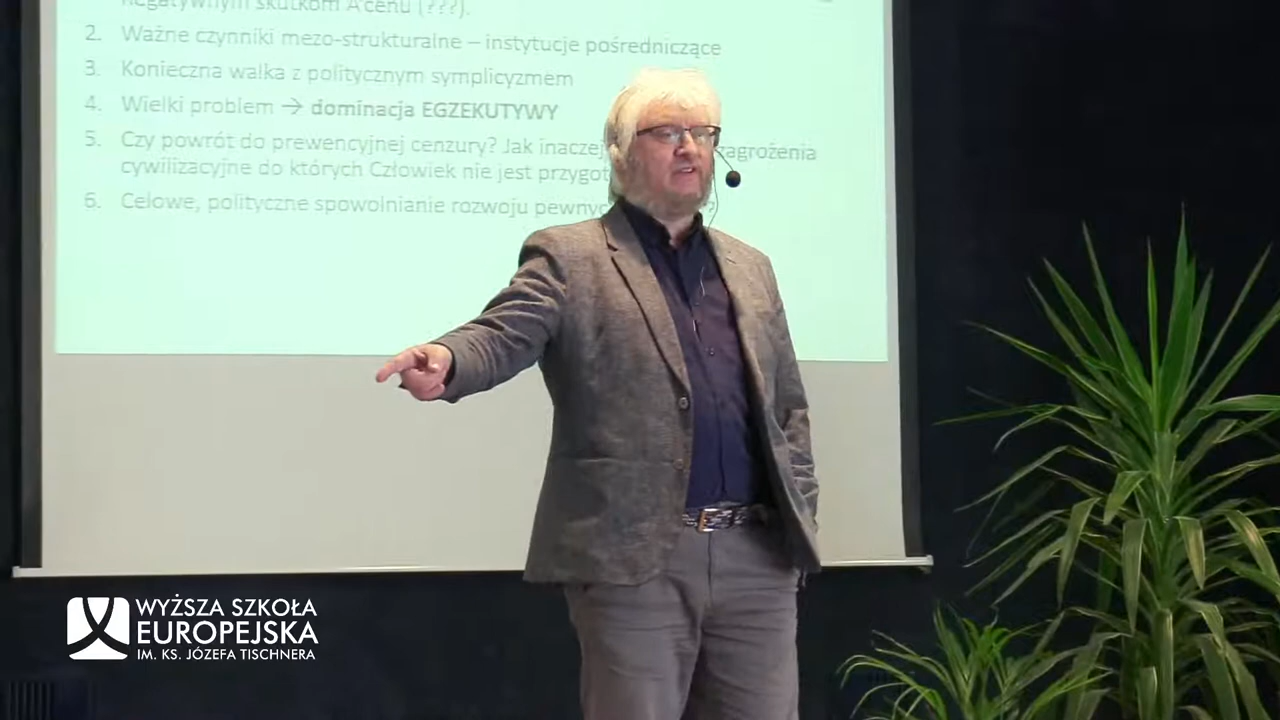 negatywnym skutkom A'cenu (???).
2. Ważne czynniki mezo-strukturalne – instytucje pośredniczące
3. Konieczna walka z politycznym symplicyzmem
4. Wielki problem → dominacja EGZEKUTYWY
5. Czy powrót do prewencyjnej cenzury? Jak inaczej zagrożenia
cywilizacyjne do których Człowiek nie jest
6. Celowe, polityczne spowolnianie rozwoju
WYŻSZA SZKOŁA
EUROPEJSKA
IM. KS. JÓZEFA TISCHNERA